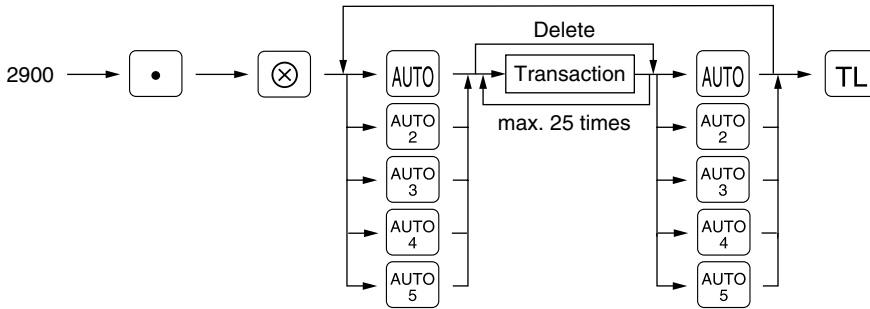 Delete
2900 • ⊗ AUTO Transaction AUTO TL
max. 25 times
AUTO 2 AUTO 2
AUTO 3 AUTO 3
AUTO 4 AUTO 4
AUTO 5 AUTO 5